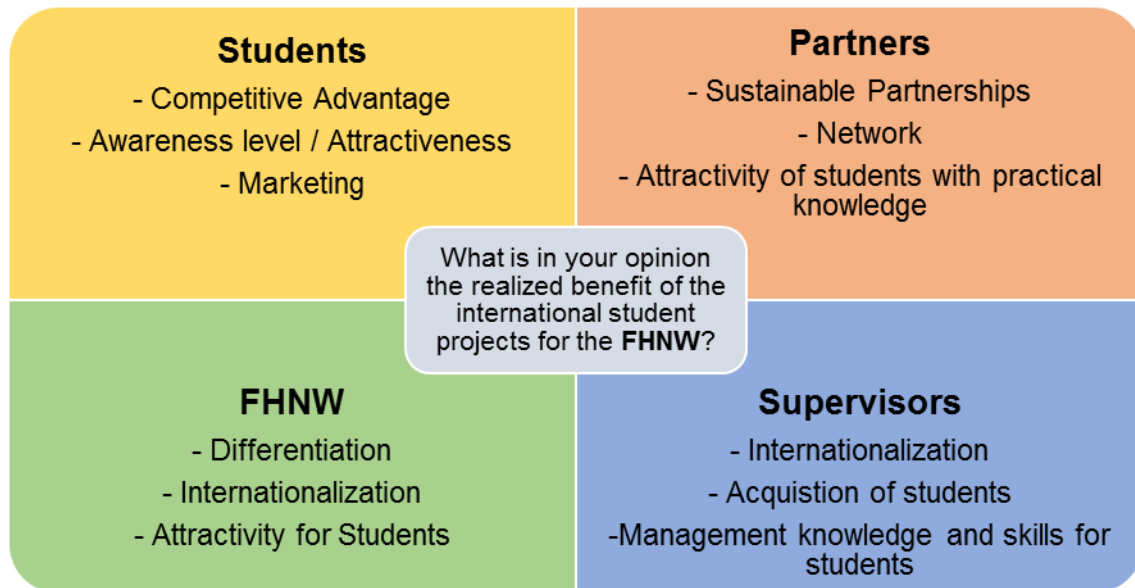 Students
- Competitive Advantage
- Awareness level / Attractiveness
- Marketing
Partners
- Sustainable Partnerships
- Network
- Attractivity of students with practical
knowledge
What is in your opinion
the realized benefit of the
international student
projects for the FHNW?
FHNW
- Differentiation
- Internationalization
- Attractivity for Students
Supervisors
- Internationalization
- Acquistion of students
-Management knowledge and skills for
students